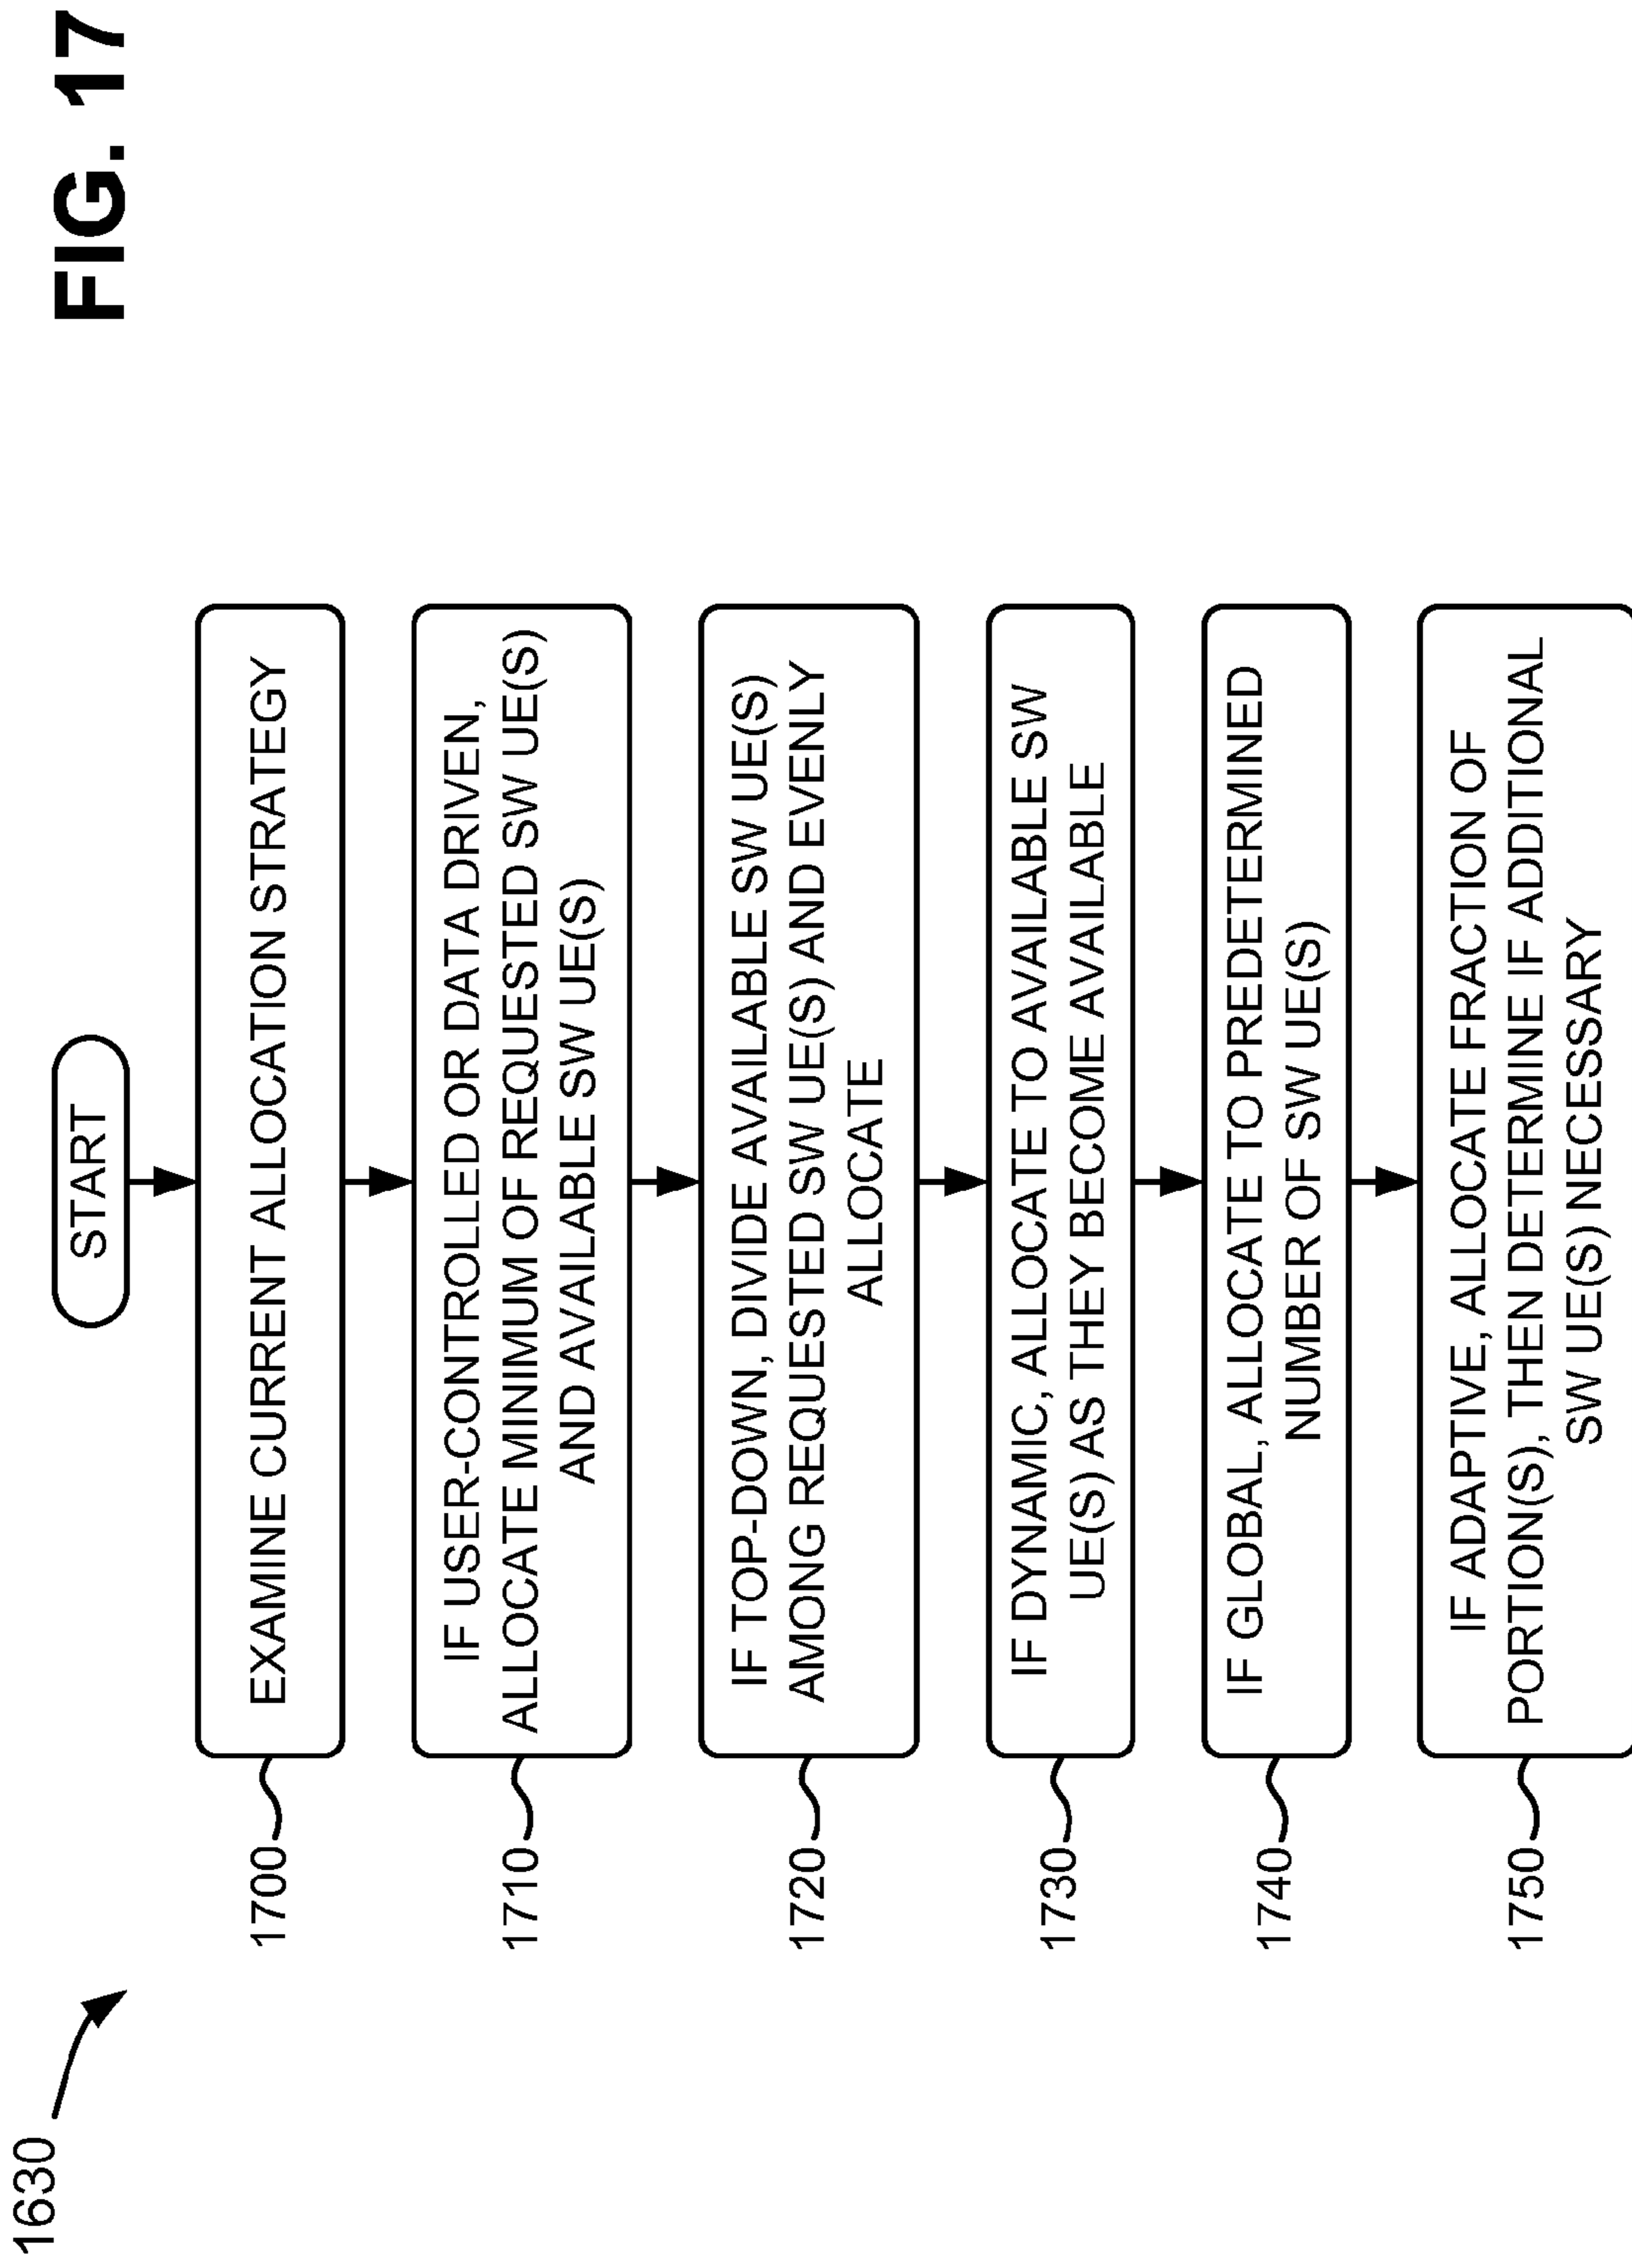 FIG. 17
1630
START
1700
EXAMINE CURRENT ALLOCATION STRATEGY
1710
IF USER-CONTROLLED OR DATA DRIVEN,
ALLOCATE MINIMUM OF REQUESTED SW UE(S)
AND AVAILABLE SW UE(S)
1720
IF TOP-DOWN, DIVIDE AVAILABLE SW UE(S)
AMONG REQUESTED SW UE(S) AND EVENLY
ALLOCATE
1730
IF DYNAMIC, ALLOCATE TO AVAILABLE SW
UE(S) AS THEY BECOME AVAILABLE
1740
IF GLOBAL, ALLOCATE TO PREDETERMINED
NUMBER OF SW UE(S)
1750
IF ADAPTIVE, ALLOCATE FRACTION OF
PORTION(S), THEN DETERMINE IF ADDITIONAL
SW UE(S) NECESSARY